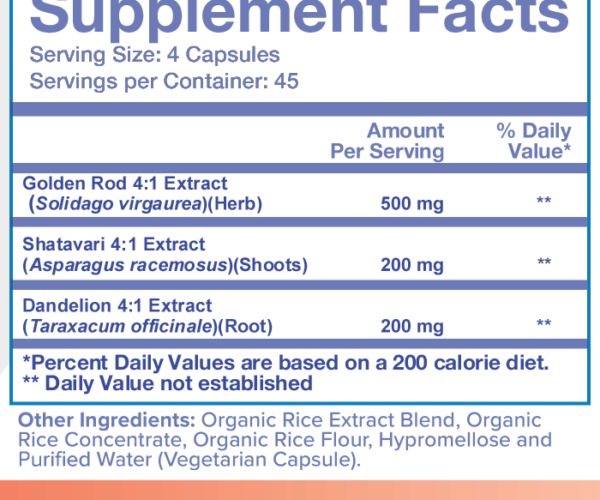 Supplement Facts
Serving Size: 4 Capsules
Servings per Container: 45
Amount Per Serving
% Daily Value*
Golden Rod 4:1 Extract
(Solidago virgaurea)(Herb) 500 mg **
Shatavari 4:1 Extract
(Asparagus racemosus)(Shoots) 200 mg **
Dandelion 4:1 Extract
(Taraxacum officinale)(Root) 200 mg **
*Percent Daily Values are based on a 200 calorie diet.
** Daily Value not established
Other Ingredients: Organic Rice Extract Blend, Organic
Rice Concentrate, Organic Rice Flour, Hypromellose and
Purified Water (Vegetarian Capsule).